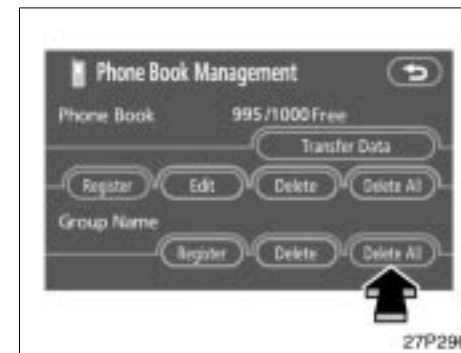 Phone Book Management
Phone Book 995/1000 Free
Transfer Data
Register Edit Delete Delete All
Group Name
Register Delete Delete All